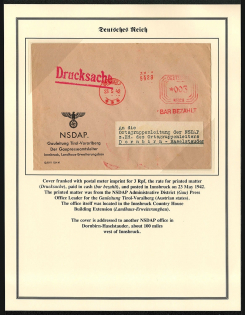 Deutsches Reich
Drucksache
003
BAR BEZAHLT
NSDAP.
Gauleitung Tirol-Vorarlberg
Der Gaupresseamtsleiter
Innsbruck, Landhaus-Erweiterungsbau
An die
Ortsgruppenleitung der NSDAP
z.Hd. des Ortsgruppenleiters
Dornbirn-Haselstauden
Cover franked with postal meter imprint for 3 Rpf, the rate for printed matter
(Drucksache), paid in cash (bar bezahlt), and posted in Innsbruck on 23 May 1942.
The printed matter was from the NSDAP Administrative District (Gau) Press
Office Leader for the Gauleitung Tirol-Vorarlberg (Austrian states).
The office itself was located in the Innsbruck Country House
Building Extension (Landhaus-Erweiterungsbau).
The cover is addressed to another NSDAP office in
Dornbirn-Haselstauden, about 100 miles
west of Innsbruck.